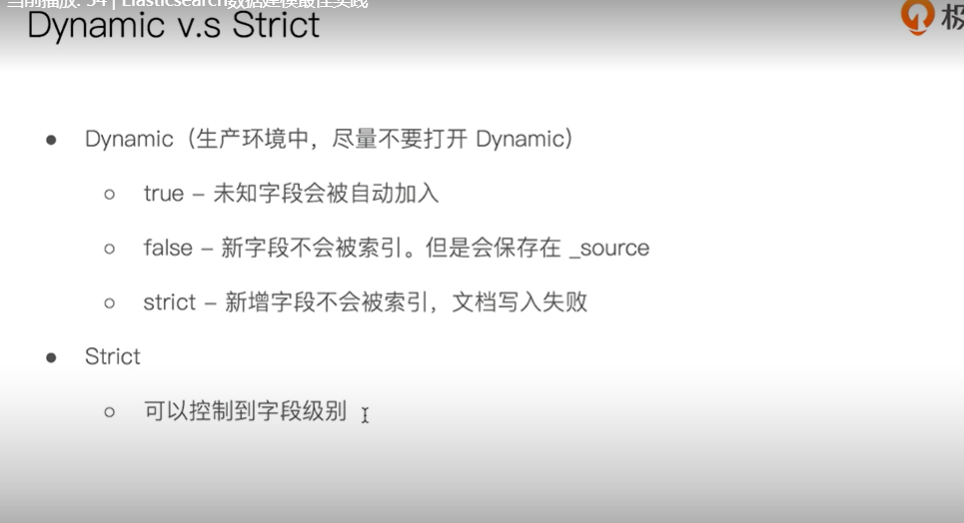 当前播放: 54 | Elasticsearch数据建模最佳实践
Dynamic v.s Strict
极
● Dynamic（生产环境中，尽量不要打开 Dynamic）
○ true – 未知字段会被自动加入
○ false – 新字段不会被索引。但是会保存在 _source
○ strict – 新增字段不会被索引，文档写入失败
● Strict
○ 可以控制到字段级别